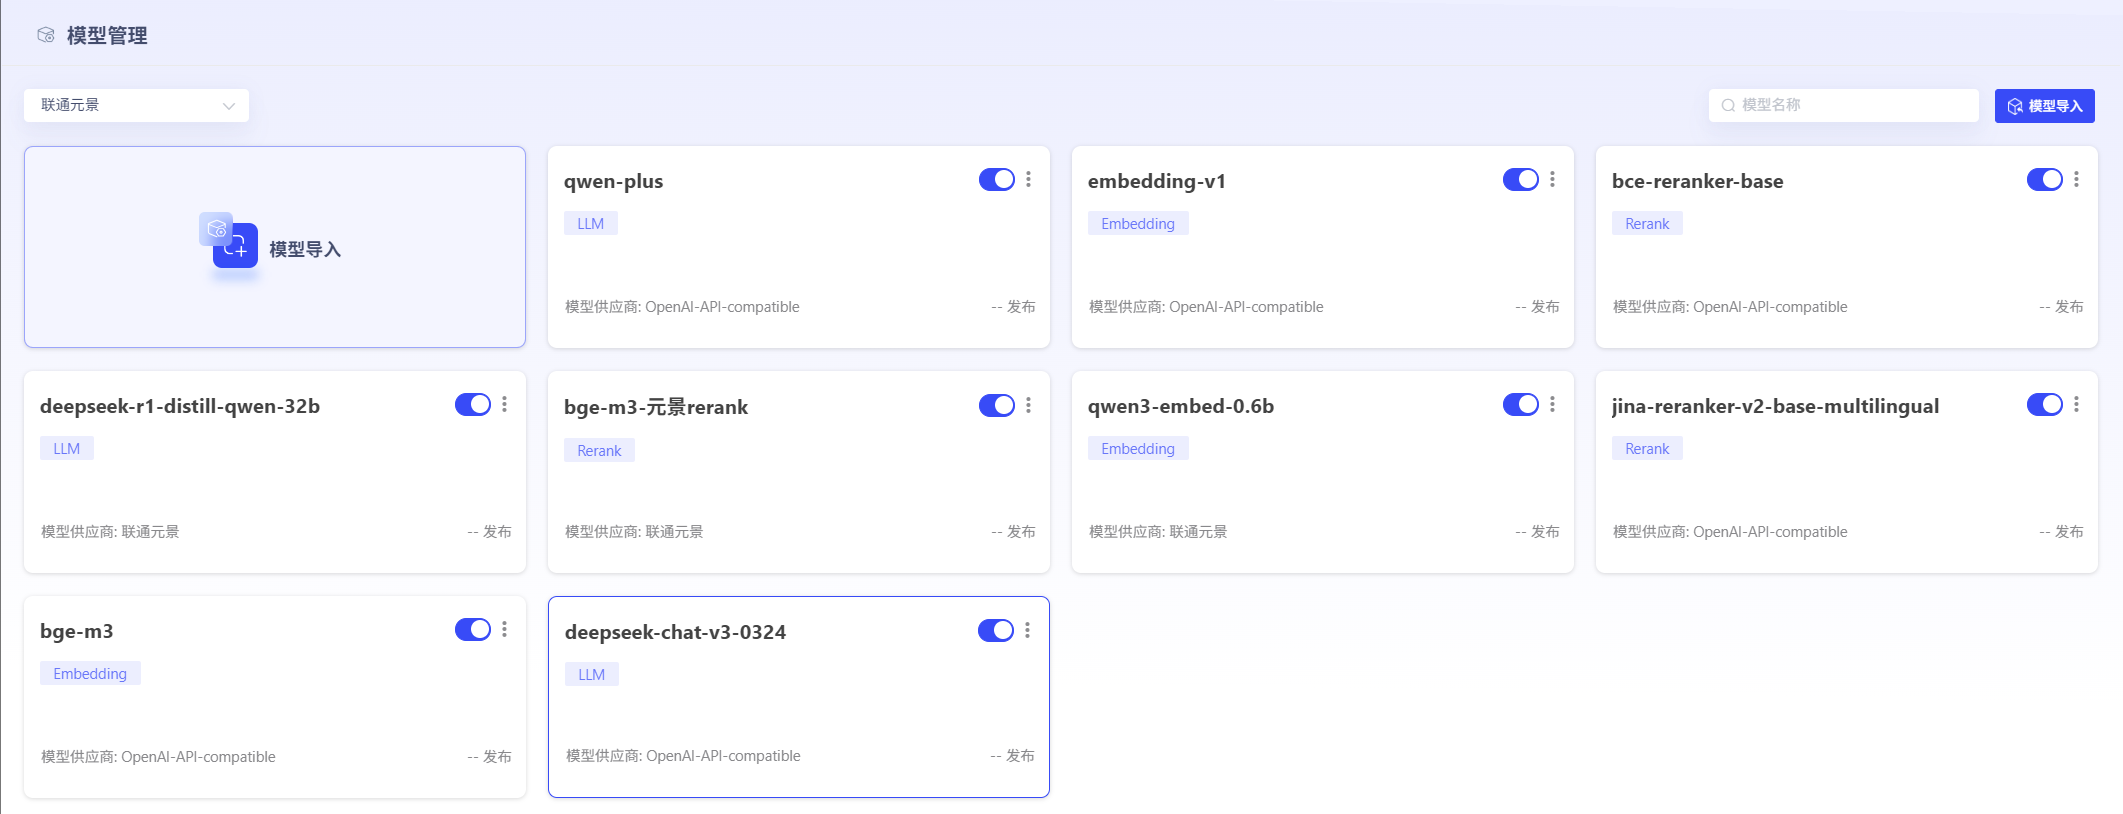 模型管理
联通元景
模型名称
模型导入
模型导入
qwen-plus
LLM
模型供应商: OpenAI-API-compatible
-- 发布
embedding-v1
Embedding
模型供应商: OpenAI-API-compatible
-- 发布
bce-reranker-base
Rerank
模型供应商: OpenAI-API-compatible
-- 发布
deepseek-r1-distill-qwen-32b
LLM
模型供应商: 联通元景
-- 发布
bge-m3-元景rerank
Rerank
模型供应商: 联通元景
-- 发布
qwen3-embed-0.6b
Embedding
模型供应商: 联通元景
-- 发布
jina-reranker-v2-base-multilingual
Rerank
模型供应商: OpenAI-API-compatible
-- 发布
bge-m3
Embedding
模型供应商: OpenAI-API-compatible
-- 发布
deepseek-chat-v3-0324
LLM
模型供应商: OpenAI-API-compatible
-- 发布